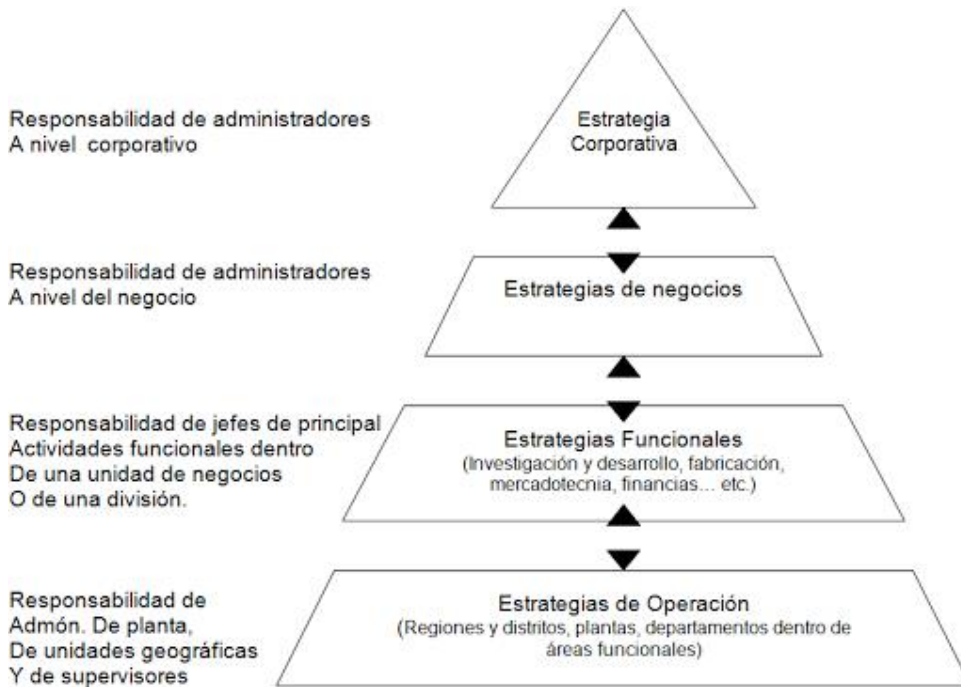 Responsabilidad de administradores
A nivel corporativo
Estrategia
Corporativa
Responsabilidad de administradores
A nivel del negocio
Estrategias de negocios
Responsabilidad de jefes de principal
Actividades funcionales dentro
De una unidad de negocios
O de una división.
Estrategias Funcionales
(Investigación y desarrollo, fabricación,
mercadotecnia, financias... etc.)
Responsabilidad de
Admón. De planta,
De unidades geográficas
Y de supervisores
Estrategias de Operación
(Regiones y distritos, plantas, departamentos dentro de
áreas funcionales)